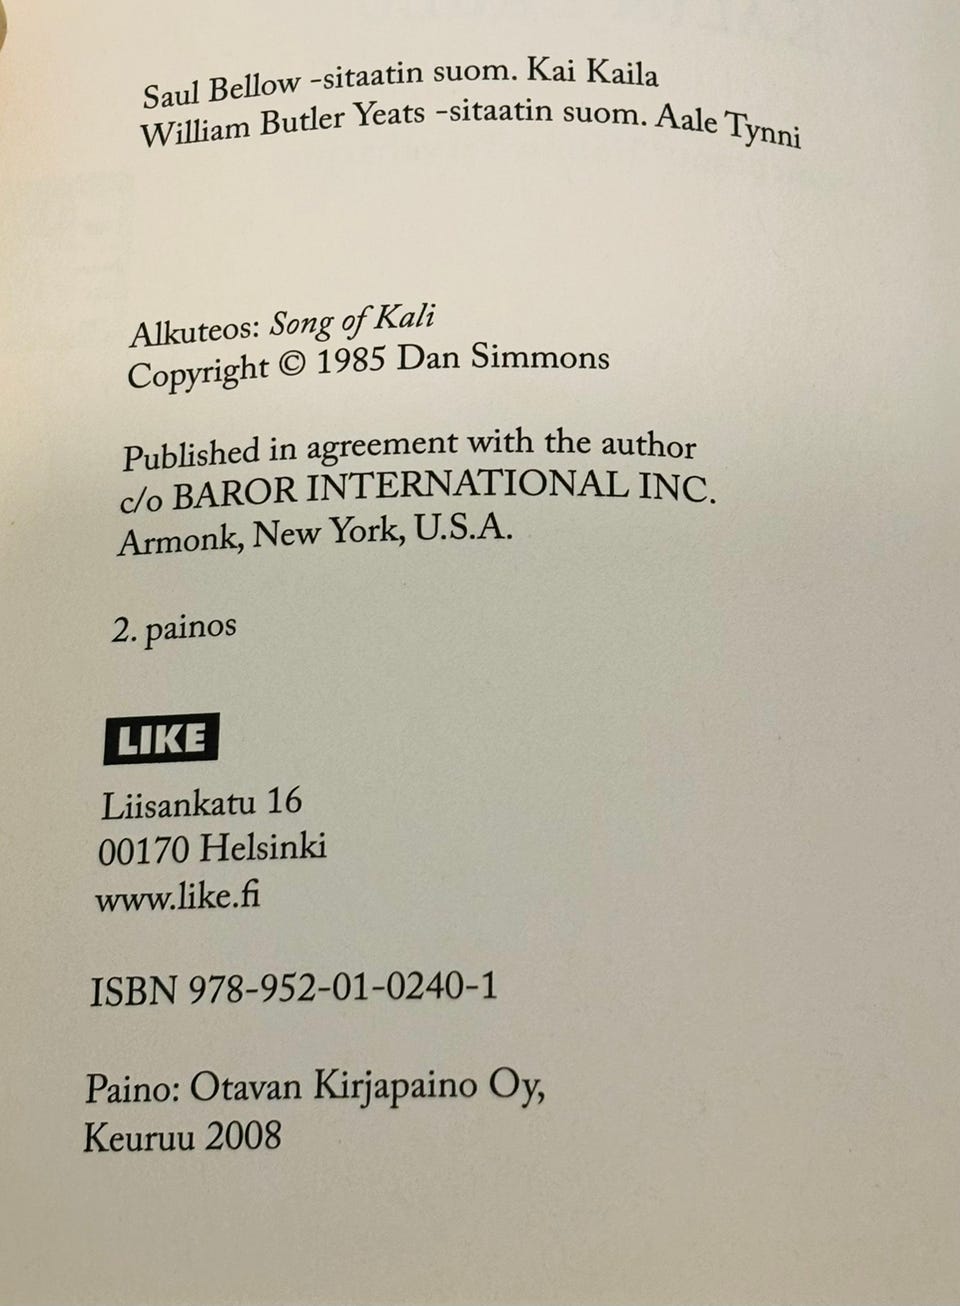 Saul Bellow -sitaatin suom. Kai Kaila
William Butler Yeats -sitaatin suom. Aale Tynni
Alkuteos: Song of Kali
Copyright © 1985 Dan Simmons
Published in agreement with the author
c/o BAROR INTERNATIONAL INC.
Armonk, New York, U.S.A.
2. painos
LIKE
Liisankatu 16
00170 Helsinki
www.like.fi
ISBN 978-952-01-0240-1
Paino: Otavan Kirjapaino Oy,
Keuruu 2008